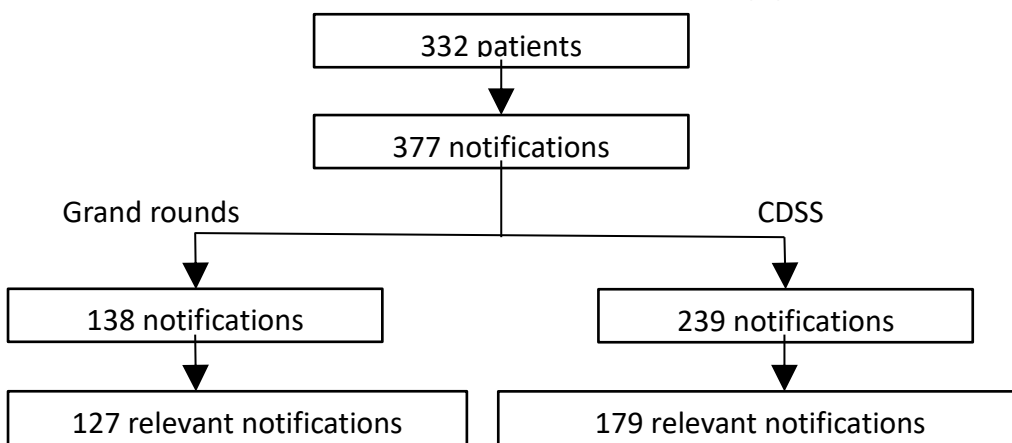 332 patients
377 notifications
Grand rounds
CDSS
138 notifications
239 notifications
127 relevant notifications
179 relevant notifications